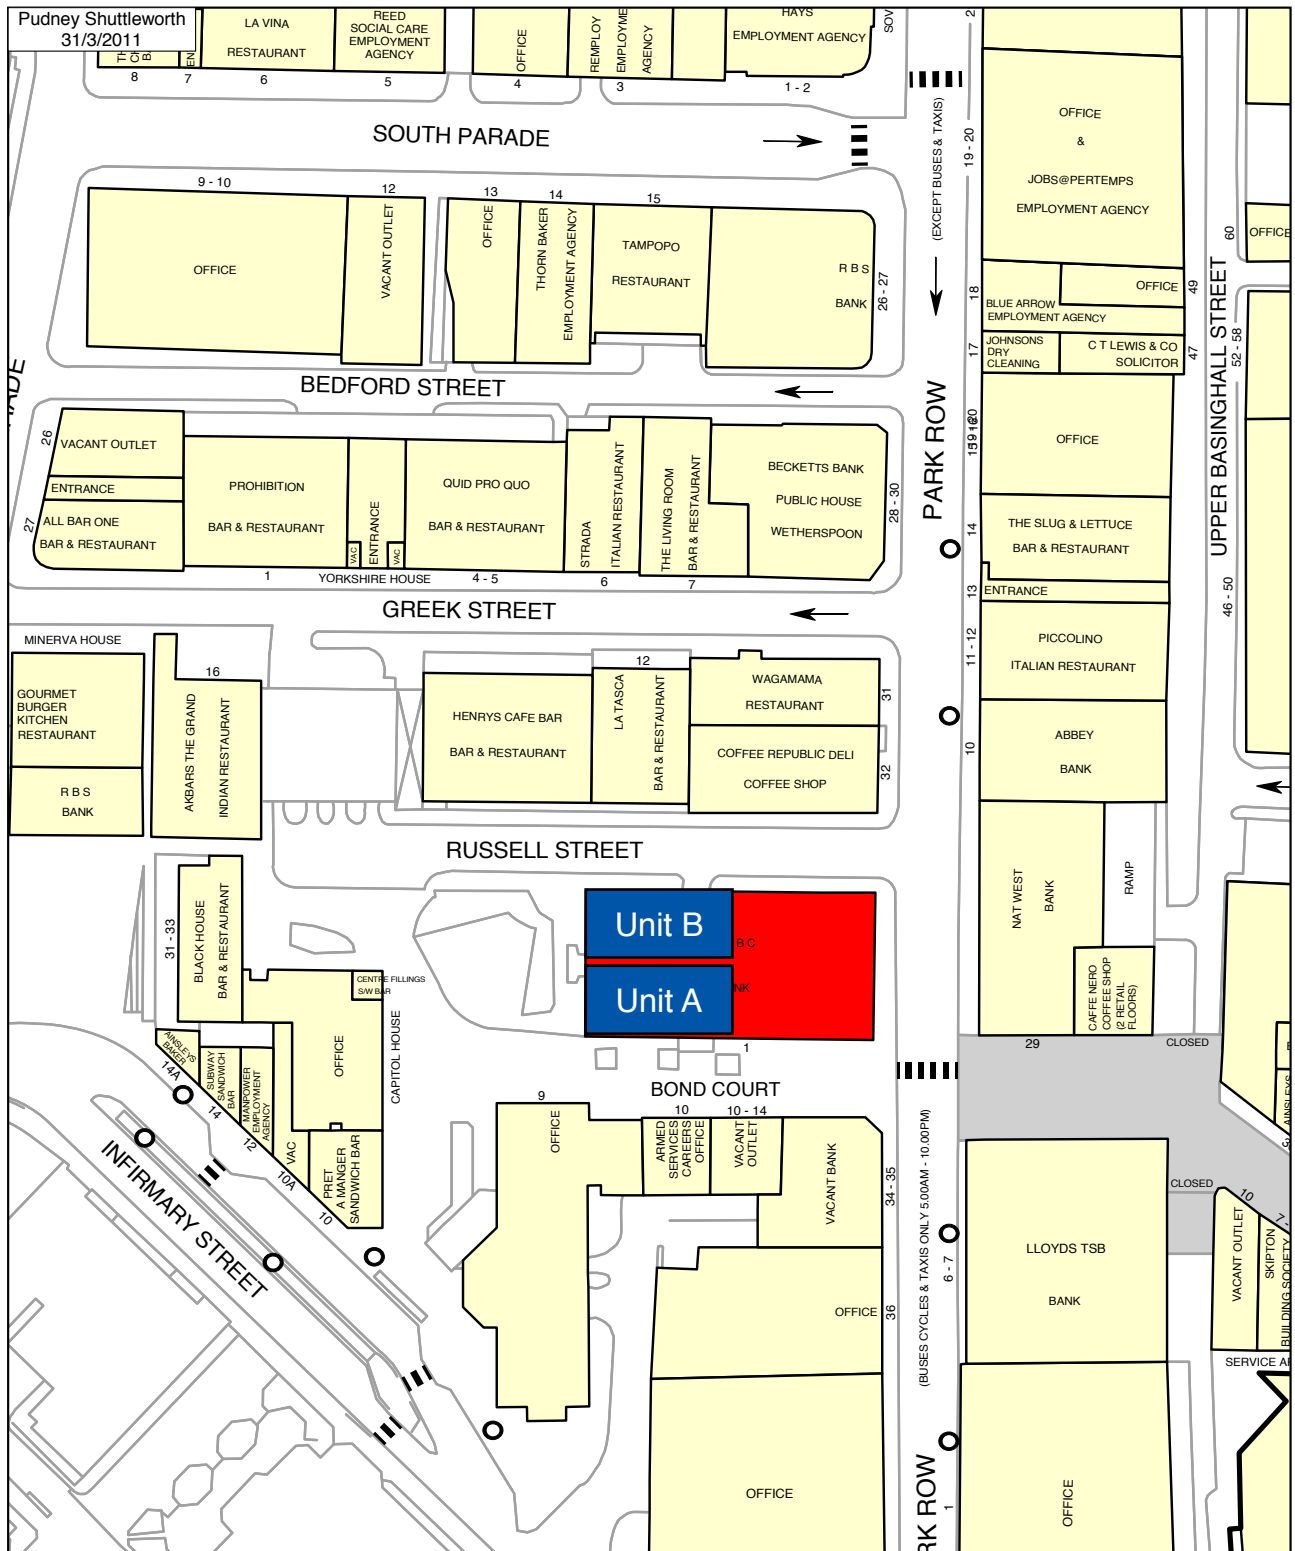 Pudney Shuttleworth
31/3/2011
LA VINA
RESTAURANT
REED
SOCIAL CARE
EMPLOYMENT
AGENCY
OFFICE
REMPLOY
AGENCY
HAYS
EMPLOYMENT AGENCY
8
7
6
5
4
3
1 - 2
2
SOUTH PARADE
(EXCEPT BUSES & TAXIS)
19 - 20
OFFICE
&
JOBS@PERTEMPS
EMPLOYMENT AGENCY
9 - 10
12
13
14
15
OFFICE
VACANT OUTLET
OFFICE
THORN BAKER
EMPLOYMENT AGENCY
TAMPOPO
RESTAURANT
R B S
BANK
26 - 27
60
OFFICE
18
BLUE ARROW
EMPLOYMENT AGENCY
OFFICE
49
17
JOHNSONS
DRY
CLEANING
C T LEWIS & CO
SOLICITOR
47
UPPER BASINGHALL STREET
52 - 58
BEDFORD STREET
PARK ROW
26
VACANT OUTLET
ENTRANCE
27
ALL BAR ONE
BAR & RESTAURANT
PROHIBITION
BAR & RESTAURANT
VAC
ENTRANCE
VAC
QUID PRO QUO
BAR & RESTAURANT
STRADA
ITALIAN RESTAURANT
THE LIVING ROOM
BAR & RESTAURANT
BECKETTS BANK
PUBLIC HOUSE
WETHERSPOON
28 - 30
OFFICE
1
YORKSHIRE HOUSE
4 - 5
6
7
14
THE SLUG & LETTUCE
BAR & RESTAURANT
13
ENTRANCE
46 - 50
GREEK STREET
11 - 12
PICCOLINO
ITALIAN RESTAURANT
MINERVA HOUSE
GOURMET
BURGER
KITCHEN
RESTAURANT
R B S
BANK
16
AKBARS THE GRAND
INDIAN RESTAURANT
HENRYS CAFE BAR
BAR & RESTAURANT
12
LA TASCA
BAR & RESTAURANT
WAGAMAMA
RESTAURANT
31
COFFEE REPUBLIC DELI
COFFEE SHOP
32
10
ABBEY
BANK
RUSSELL STREET
NAT WEST
BANK
RAMP
31 - 33
BLACK HOUSE
BAR & RESTAURANT
Unit B
B C
Unit A
NK
1
CENTRE FILLINGS
S/W BAR
CAPITOL HOUSE
OFFICE
CAFFE NERO
COFFEE SHOP
(2 RETAIL
FLOORS)
29
CLOSED
AINSLEYS
BAKER
14A
SUBWAY
SANDWICH
BAR
14
MANPOWER
EMPLOYMENT
AGENCY
12
VAC
10A
PRET
A MANGER
SANDWICH BAR
10
BOND COURT
9
OFFICE
10
ARMED
SERVICES
CAREERS
OFFICE
10 - 14
VACANT
OUTLET
VACANT BANK
34 - 35
AINSLEYS
INFIRMARY STREET
(BUSES CYCLES & TAXIS ONLY 5.00AM - 10.00PM)
6 - 7
LLOYDS TSB
BANK
CLOSED
10
VACANT OUTLET
7 -
SKIPTON
BUILDING SOCIETY
OFFICE
36
SERVICE
OFFICE
RK ROW
1
OFFICE